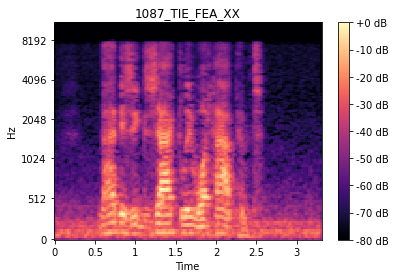 1087_TIE_FEA_XX
+0 dB
8192
-10 dB
4096
-20 dB
-30 dB
2048
Hz
-40 dB
1024
-50 dB
512
-60 dB
-70 dB
0
-80 dB
0 0.5 1 1.5 2 2.5 3
Time